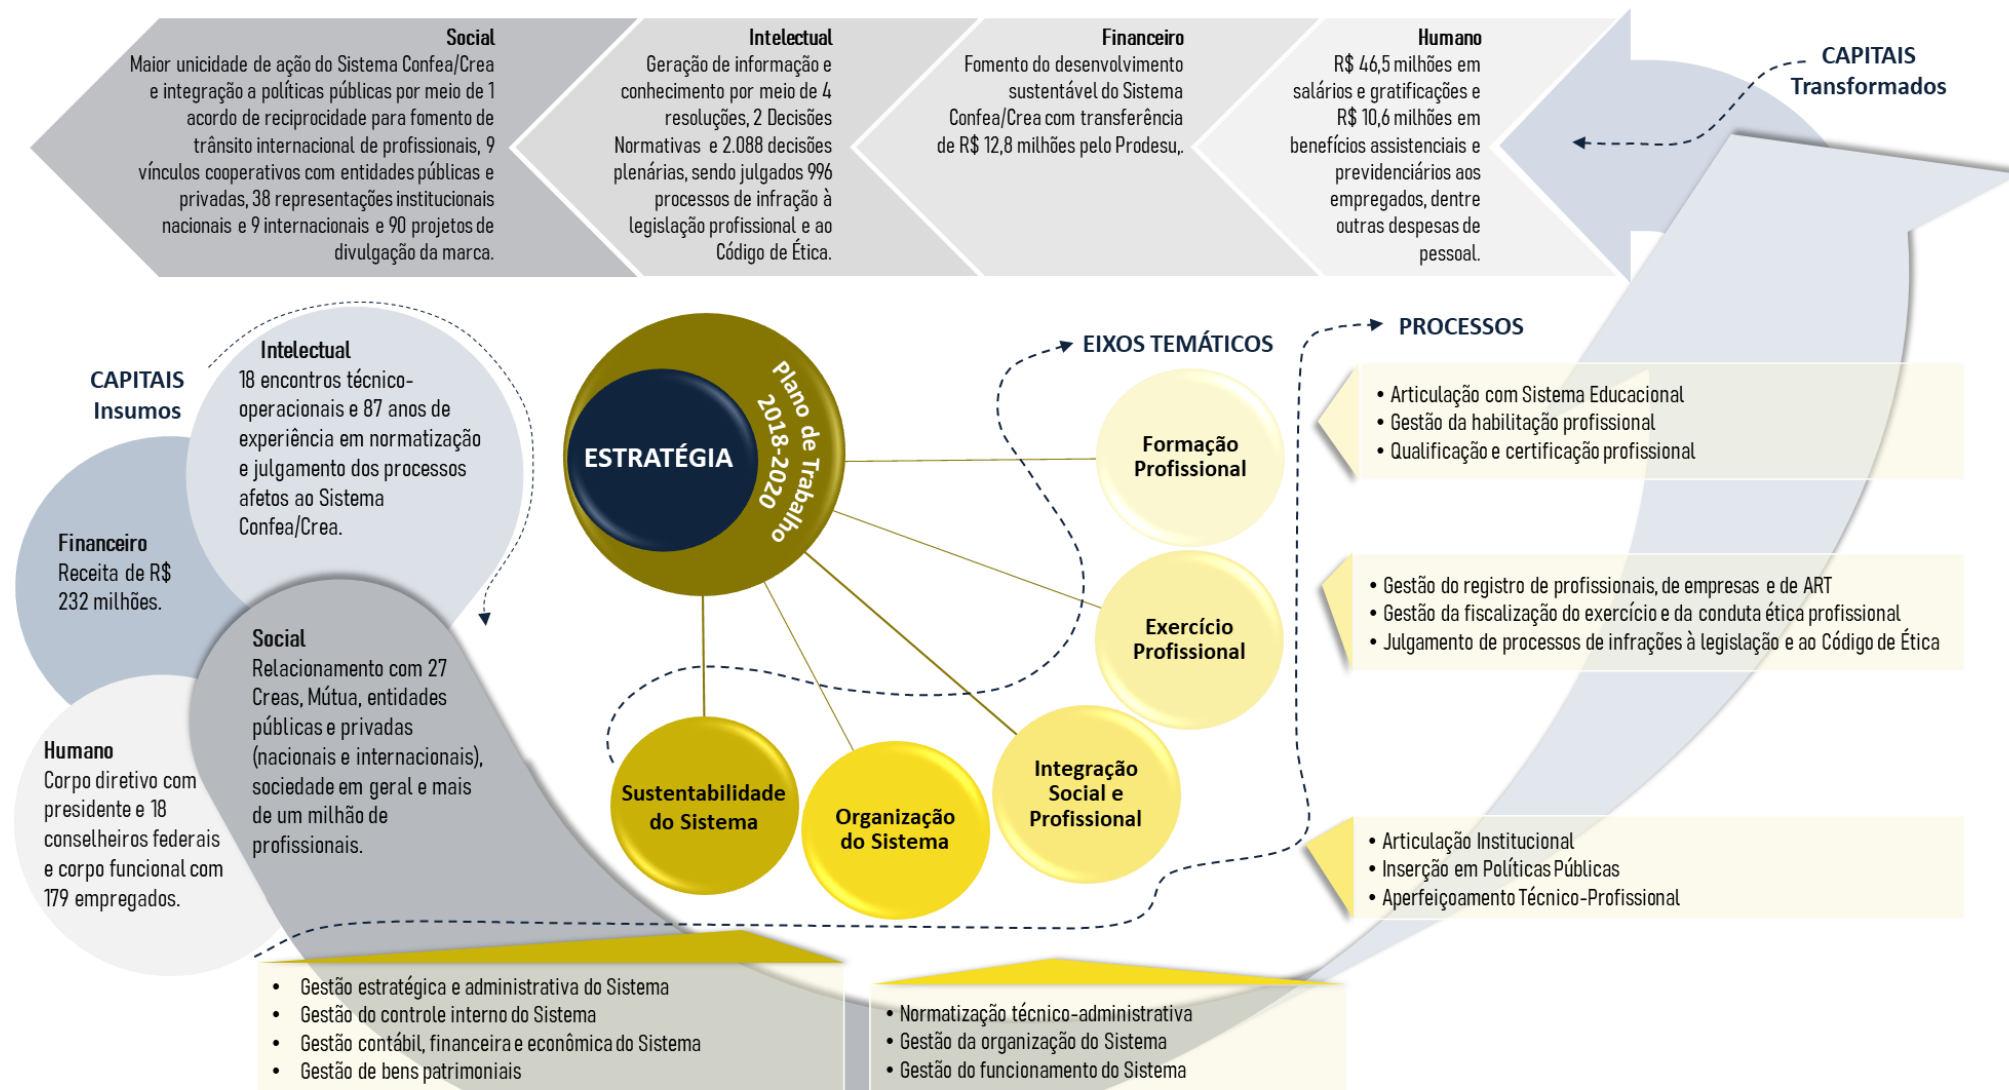 Social
Maior unicidade de ação do Sistema Confea/Crea
e integração a políticas públicas por meio de 1
acordo de reciprocidade para fomento de
trânsito internacional de profissionais, 9
vínculos cooperativos com entidades públicas e
privadas, 38 representações institucionais
nacionais e 9 internacionais e 90 projetos de
divulgação da marca.
Intelectual
Geração de informação e
conhecimento por meio de 4
resoluções, 2 Decisões
Normativas e 2.088 decisões
plenárias, sendo julgados 996
processos de infração à
legislação profissional e ao
Código de Ética.
Financeiro
Fomento do desenvolvimento
sustentável do Sistema
Confea/Crea com transferência
de R$ 12,8 milhões pelo Prodesu,.
Humano
R$ 46,5 milhões em
salários e gratificações e
R$ 10,6 milhões em
benefícios assistenciais e
previdenciários aos
empregados, dentre
outras despesas de
pessoal.
CAPITAIS
Transformados
CAPITAIS
Insumos
Intelectual
18 encontros técnico-
operacionais e 87 anos de
experiência em normatização
e julgamento dos processos
afetos ao Sistema
Confea/Crea.
Financeiro
Receita de R$
232 milhões.
Social
Relacionamento com 27
Creas, Mútua, entidades
públicas e privadas
(nacionais e internacionais),
sociedade em geral e mais
de um milhão de
profissionais.
Humano
Corpo diretivo com
presidente e 18
conselheiros federais
e corpo funcional com
179 empregados.
ESTRATÉGIA
Plano de Trabalho
2018-2020
EIXOS TEMÁTICOS
Formação
Profissional
Exercício
Profissional
Integração
Social e
Profissional
Organização
do Sistema
Sustentabilidade
do Sistema
PROCESSOS
• Articulação com Sistema Educacional
• Gestão da habilitação profissional
• Qualificação e certificação profissional
• Gestão do registro de profissionais, de empresas e de ART
• Gestão da fiscalização do exercício e da conduta ética profissional
• Julgamento de processos de infrações à legislação e ao Código de Ética
• Articulação Institucional
• Inserção em Políticas Públicas
• Aperfeiçoamento Técnico-Profissional
• Gestão estratégica e administrativa do Sistema
• Gestão do controle interno do Sistema
• Gestão contábil, financeira e econômica do Sistema
• Gestão de bens patrimoniais
• Normatização técnico-administrativa
• Gestão da organização do Sistema
• Gestão do funcionamento do Sistema